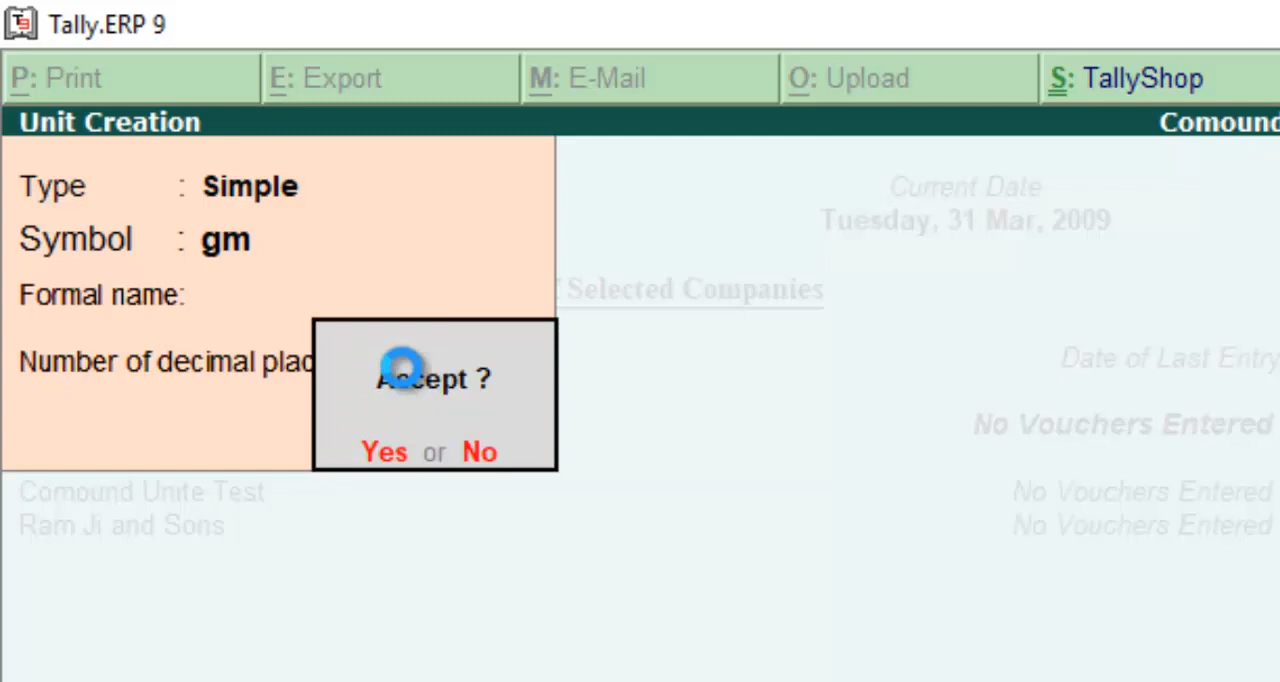 Tally.ERP 9
P: Print E: Export M: E-Mail O: Upload S: TallyShop
Unit Creation Comound
Type : Simple
Current Date
Tuesday, 31 Mar, 2009
Symbol : gm
Formal name:
Selected Companies
Number of decimal plac
Date of Last Entry
Accept ?
No Vouchers Entered
Yes or No
Comound Unite Test No Vouchers Entered
Ram Ji and Sons No Vouchers Entered